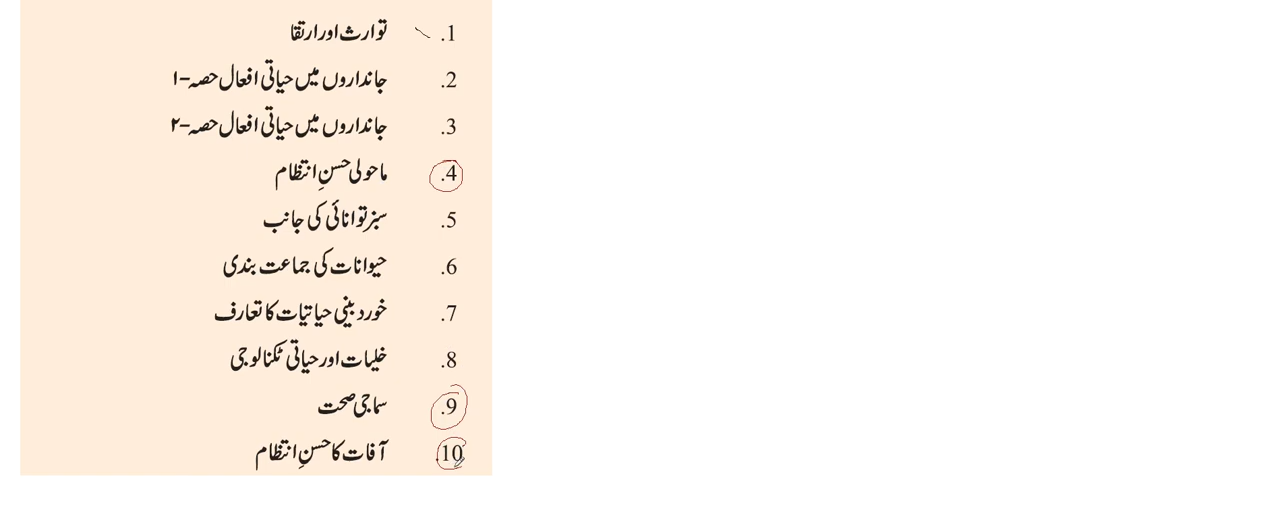 1. توارث اور ارتقا
2. جانداروں میں حیاتی افعال حصہ-۱
3. جانداروں میں حیاتی افعال حصہ-۲
4. ماحولی حسنِ انتظام
5. سبز توانائی کی جانب
6. حیوانات کی جماعت بندی
7. خورد بینی حیاتیات کا تعارف
8. خلیات اور حیاتی ٹکنالوجی
9. سماجی صحت
10. آفات کا حسنِ انتظام